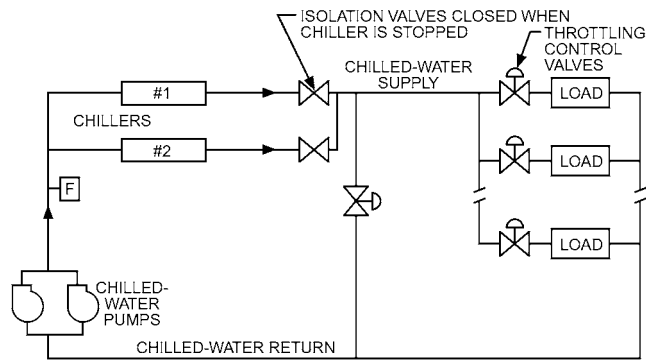 ISOLATION VALVES CLOSED WHEN
CHILLER IS STOPPED
THROTTLING
CONTROL
VALVES
CHILLED-WATER
SUPPLY
#1
LOAD
CHILLERS
#2
LOAD
F
LOAD
CHILLED-
WATER
PUMPS
CHILLED-WATER RETURN